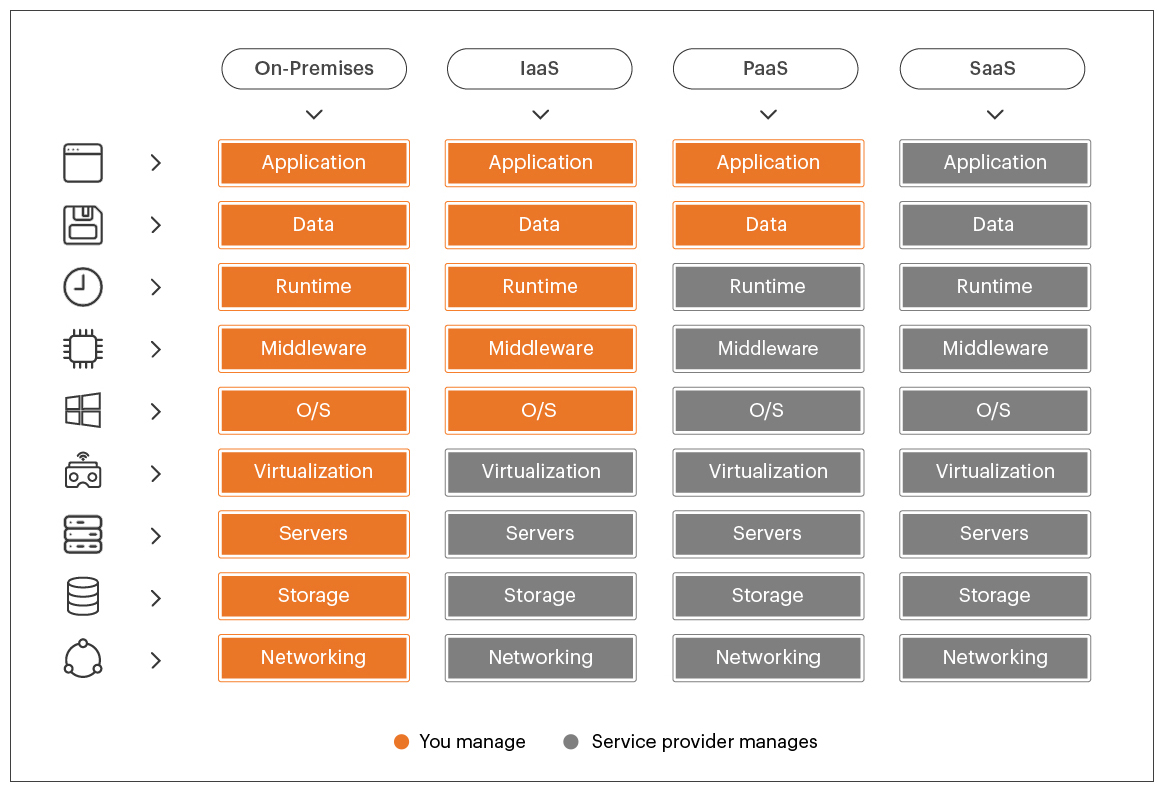 On-Premises IaaS PaaS SaaS
Application Application Application Application
Data Data Data Data
Runtime Runtime Runtime Runtime
Middleware Middleware Middleware Middleware
O/S O/S O/S O/S
Virtualization Virtualization Virtualization Virtualization
Servers Servers Servers Servers
Storage Storage Storage Storage
Networking Networking Networking Networking
You manage Service provider manages